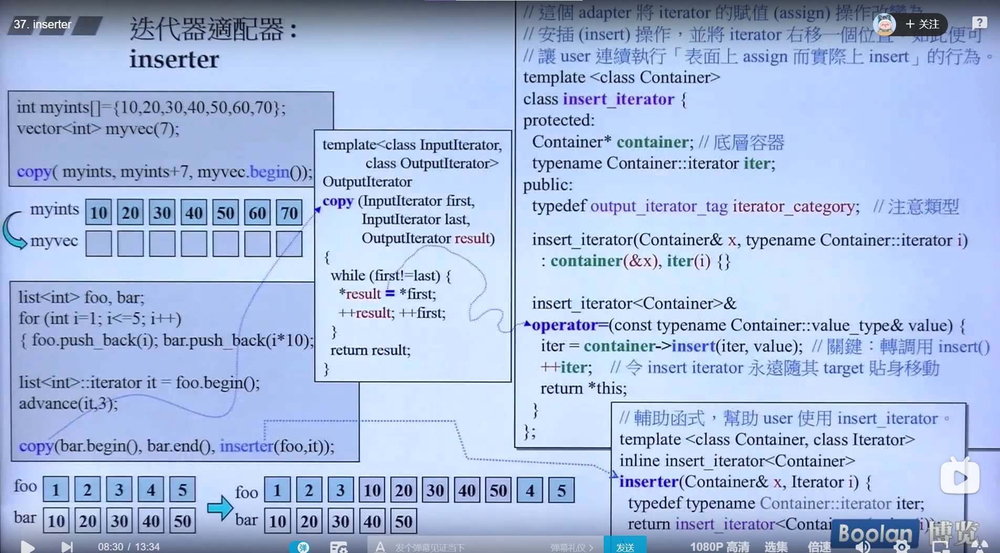 37. inserter
迭代器適配器：
inserter
int myints[]={10,20,30,40,50,60,70};
vector<int> myvec(7);
copy( myints, myints+7, myvec.begin());
myints 10 20 30 40 50 60 70
myvec
list<int> foo, bar;
for (int i=1; i<=5; i++)
{ foo.push_back(i); bar.push_back(i*10);
list<int>::iterator it = foo.begin();
advance(it,3);
copy(bar.begin(), bar.end(), inserter(foo,it));
foo 1 2 3 4 5
bar 10 20 30 40 50
foo 1 2 3 10 20 30 40 50 4 5
bar 10 20 30 40 50
template<class InputIterator,
class OutputIterator>
OutputIterator
copy (InputIterator first,
InputIterator last,
OutputIterator result)
{
while (first!=last) {
*result = *first;
++result; ++first;
}
return result;
}
// 這個 adapter 將 iterator 的賦值 (assign) 操作改變為
// 安插 (insert) 操作，並將 iterator 右移一個位置。如此便可
// 讓 user 連續執行「表面上 assign 而實際上 insert」的行為。
template <class Container>
class insert_iterator {
protected:
Container* container; // 底層容器
typename Container::iterator iter;
public:
typedef output_iterator_tag iterator_category; // 注意類型
insert_iterator(Container& x, typename Container::iterator i)
: container(&x), iter(i) {}
insert_iterator<Container>&
operator=(const typename Container::value_type& value) {
iter = container->insert(iter, value); // 關鍵：轉調用 insert()
++iter; // 令 insert iterator 永遠隨其 target 貼身移動
return *this;
}
};
// 輔助函式，幫助 user 使用 insert_iterator。
template <class Container, class Iterator>
inline insert_iterator<Container>
inserter(Container& x, Iterator i) {
typedef typename Container::iterator iter;
return insert_iterator<Contai
Boolan 博览
+ 关注
08:30 / 13:34
弹
发个弹幕见证当下
弹幕礼仪 >
发送
1080P 高清
选集
倍速